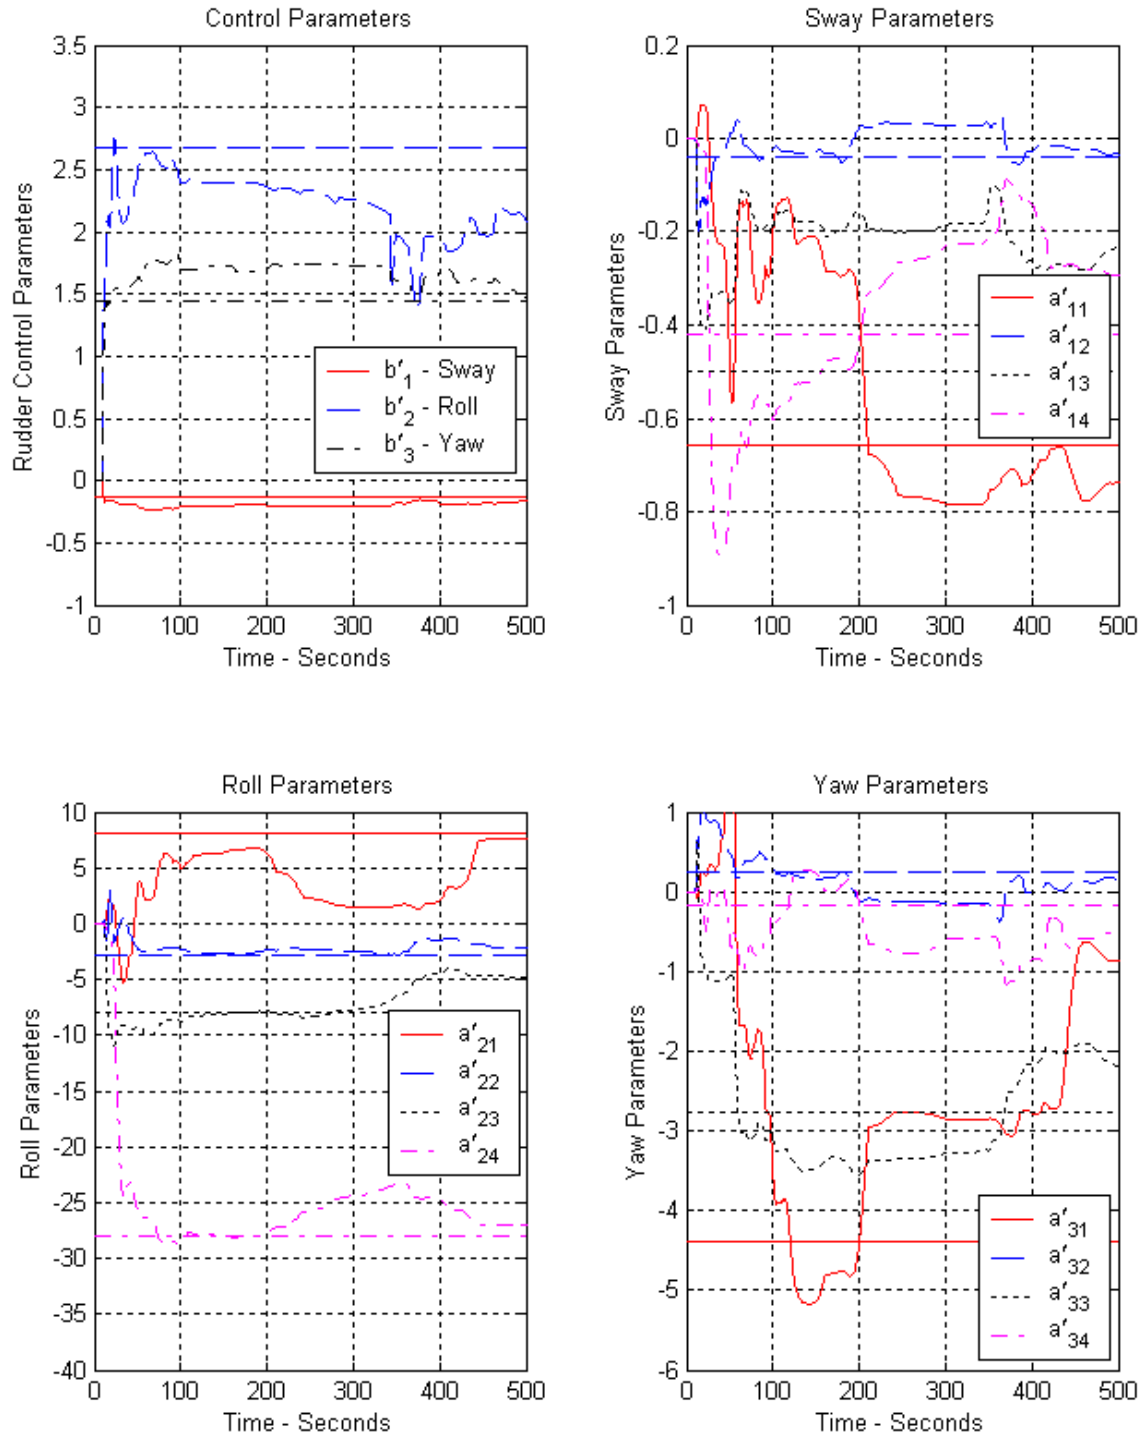 Control Parameters
Rudder Control Parameters
3.5
3
2.5
2
1.5
1
0.5
0
-0.5
-1
b′1 - Sway
b′2 - Roll
b′3 - Yaw
0 100 200 300 400 500
Time - Seconds
Sway Parameters
Sway Parameters
0.2
0
-0.2
-0.4
-0.6
-0.8
-1
a′11
a′12
a′13
a′14
0 100 200 300 400 500
Time - Seconds
Roll Parameters
Roll Parameters
10
5
0
-5
-10
-15
-20
-25
-30
-35
-40
a′21
a′22
a′23
a′24
0 100 200 300 400 500
Time - Seconds
Yaw Parameters
Yaw Parameters
1
0
-1
-2
-3
-4
-5
-6
a′31
a′32
a′33
a′34
0 100 200 300 400 500
Time - Seconds